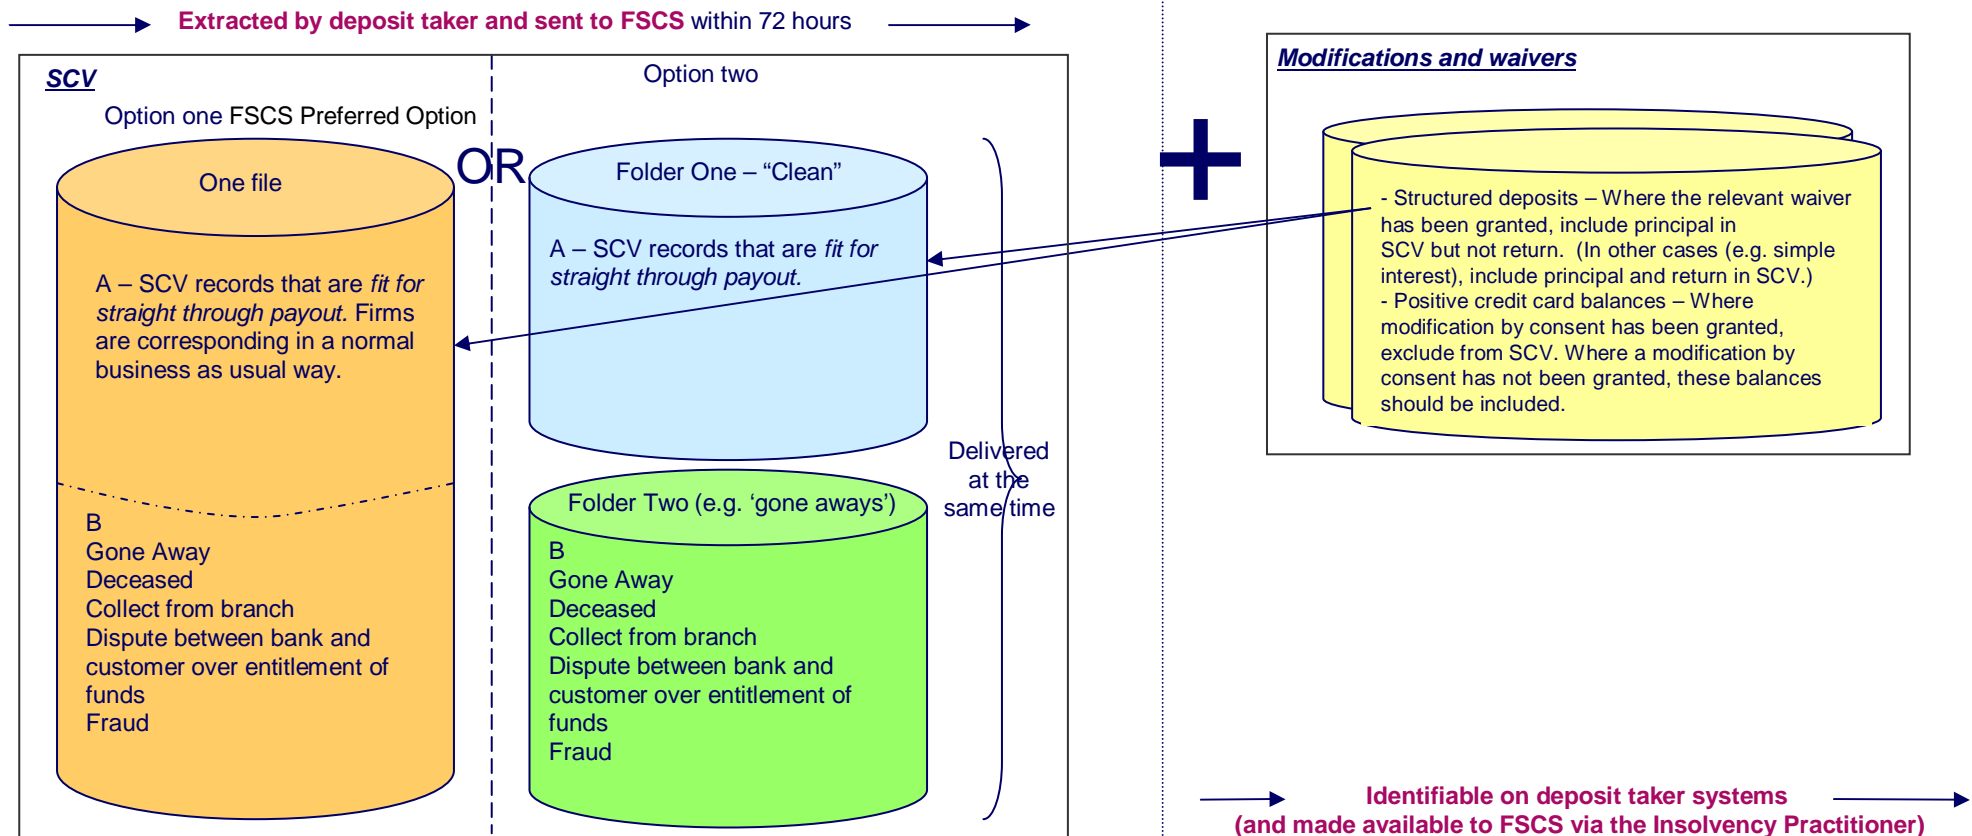 Extracted by deposit taker and sent to FSCS within 72 hours
SCV
Option one FSCS Preferred Option
One file
A – SCV records that are fit for
straight through payout. Firms
are corresponding in a normal
business as usual way.
B
Gone Away
Deceased
Collect from branch
Dispute between bank and
customer over entitlement of
funds
Fraud
OR
Option two
Folder One – “Clean”
A – SCV records that are fit for
straight through payout.
Folder Two (e.g. ‘gone aways’)
B
Gone Away
Deceased
Collect from branch
Dispute between bank and
customer over entitlement of
funds
Fraud
Delivered
at the
same time
+
Modifications and waivers
- Structured deposits – Where the relevant waiver
has been granted, include principal in
SCV but not return. (In other cases (e.g. simple
interest), include principal and return in SCV.)
- Positive credit card balances – Where
modification by consent has been granted,
exclude from SCV. Where a modification by
consent has not been granted, these balances
should be included.
Identifiable on deposit taker systems
(and made available to FSCS via the Insolvency Practitioner)